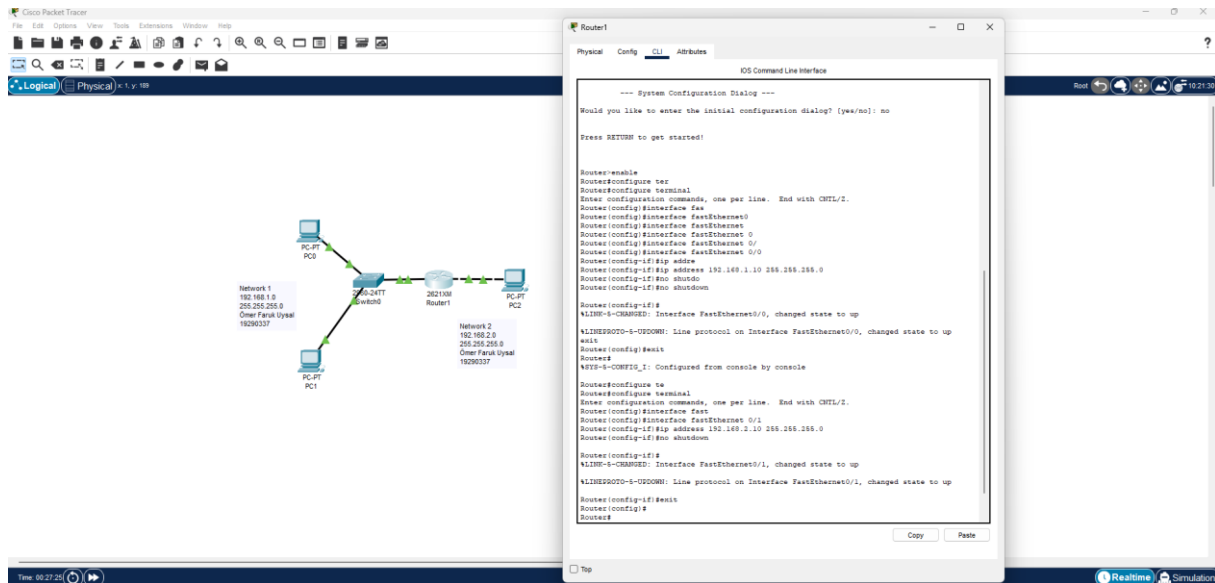 Cisco Packet Tracer
File Edit Options View Tools Extensions Window Help
?
Logical Physical x: 1, y: 189
Root 10:21:30
PC-PT
PC0
Network 1
192.168.1.0
255.255.255.0
Ömer Faruk Uysal
19290337
Switch0
2621XM
Router1
PC-PT
PC2
Network 2
192.168.2.0
255.255.255.0
Ömer Faruk Uysal
19290337
PC-PT
PC1
Time: 00:27:25
Realtime Simulation
Router1
Physical Config CLI Attributes
IOS Command Line Interface
--- System Configuration Dialog ---
Would you like to enter the initial configuration dialog? [yes/no]: no
Press RETURN to get started!
Router>enable
Router#configure ter
Router#configure terminal
Enter configuration commands, one per line. End with CNTL/Z.
Router(config)#interface fas
Router(config)#interface fastEthernet0
Router(config)#interface fastEthernet
Router(config)#interface fastEthernet 0
Router(config)#interface fastEthernet 0/
Router(config)#interface fastEthernet 0/0
Router(config-if)#ip addre
Router(config-if)#ip address 192.168.1.10 255.255.255.0
Router(config-if)#no shutdo
Router(config-if)#no shutdown
Router(config-if)#
%LINK-5-CHANGED: Interface FastEthernet0/0, changed state to up
%LINEPROTO-5-UPDOWN: Line protocol on Interface FastEthernet0/0, changed state to up
exit
Router(config)#exit
Router#
%SYS-5-CONFIG_I: Configured from console by console
Router#configure te
Router#configure terminal
Enter configuration commands, one per line. End with CNTL/Z.
Router(config)#interface fast
Router(config)#interface fastEthernet 0/1
Router(config-if)#ip address 192.168.2.10 255.255.255.0
Router(config-if)#no shutdown
Router(config-if)#
%LINK-5-CHANGED: Interface FastEthernet0/1, changed state to up
%LINEPROTO-5-UPDOWN: Line protocol on Interface FastEthernet0/1, changed state to up
Router(config-if)#exit
Router(config)#
Router#
Copy Paste
Top